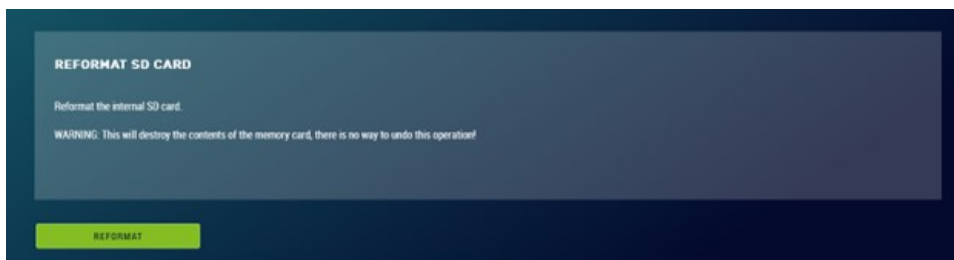 REFORMAT SD CARD
Reformat the internal SD card.
WARNING: This will destroy the contents of the memory card, there is no way to undo this operation!
REFORMAT